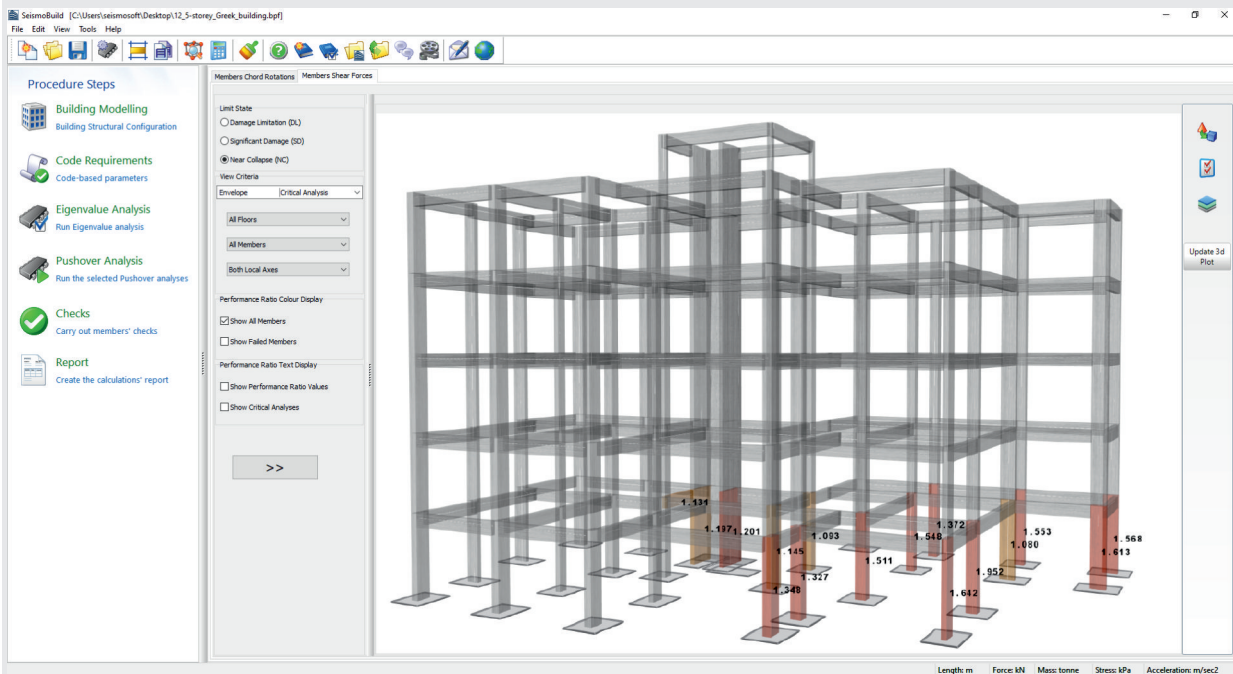 SeismoBuild [C:\Users\seismosoft\Desktop\12_5-storey_Greek_building.bpf]
File Edit View Tools Help
Procedure Steps
Building Modelling
Building Structural Configuration
Code Requirements
Code-based parameters
Eigenvalue Analysis
Run Eigenvalue analysis
Pushover Analysis
Run the selected Pushover analyses
Checks
Carry out members' checks
Report
Create the calculations' report
Members Chord Rotations Members Shear Forces
Limit State
Damage Limitation (DL)
Significant Damage (SD)
Near Collapse (NC)
View Criteria
Envelope Critical Analysis
All Floors
All Members
Both Local Axes
Performance Ratio Colour Display
Show All Members
Show Failed Members
Performance Ratio Text Display
Show Performance Ratio Values
Show Critical Analyses
>>
1.131
1.197 1.201
1.145
1.093
1.327
1.348
1.511
1.548
1.372
1.952
1.642
1.080
1.553
1.568
1.613
Update 3d
Plot
Length: m Force: kN Mass: tonne Stress: kPa Acceleration: m/sec2